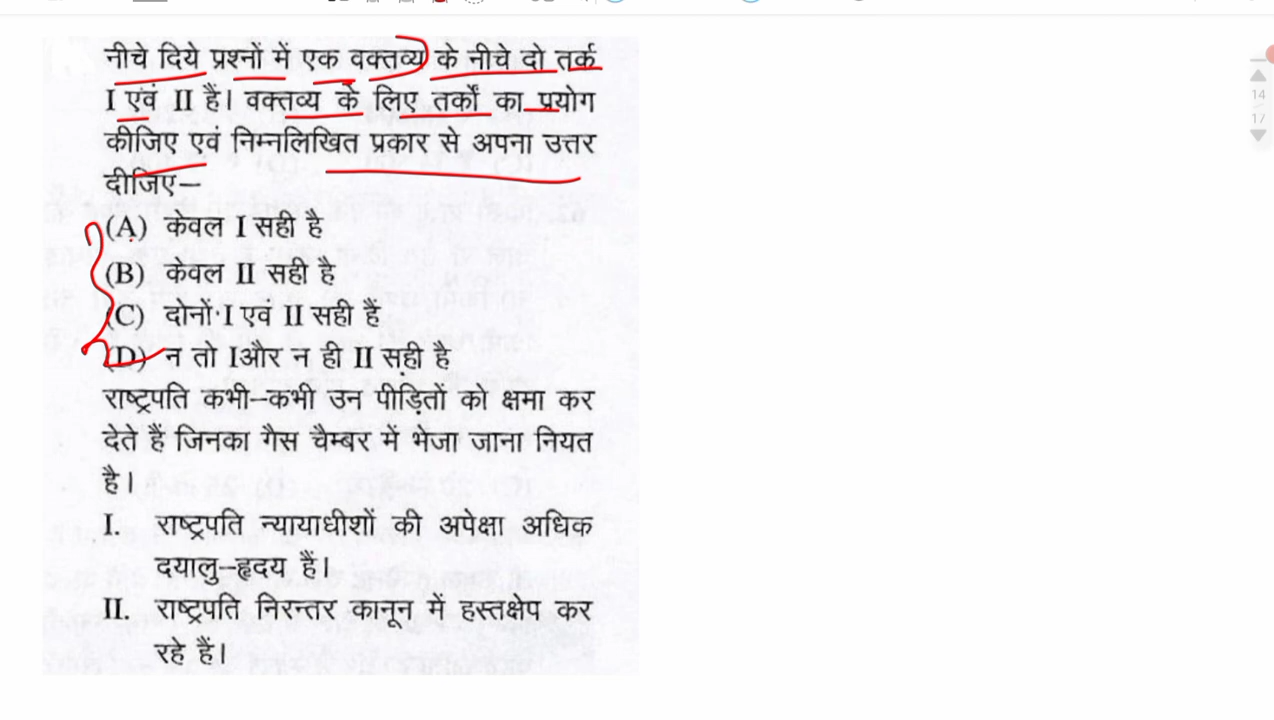 नीचे दिये प्रश्नों में एक वक्तव्य के नीचे दो तर्क
I एवं II है। वक्तव्य के लिए तर्कों का प्रयोग
कीजिए एवं निम्नलिखित प्रकार से अपना उत्तर
दीजिए–
(A) केवल I सही है
(B) केवल II सही है
(C) दोनों I एवं II सही हैं
(D) न तो I और न ही II सही है
राष्ट्रपति कभी–कभी उन पीड़ितों को क्षमा कर
देते हैं जिनका गैस चैम्बर में भेजा जाना नियत
है।
I. राष्ट्रपति न्यायाधीशों की अपेक्षा अधिक
दयालु–हृदय हैं।
II. राष्ट्रपति निरन्तर कानून में हस्तक्षेप कर
रहे हैं।
14
17